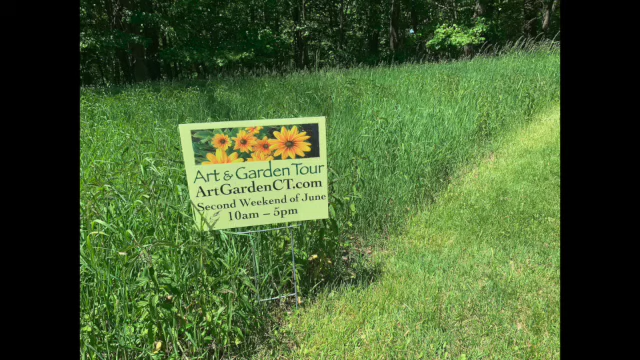 Art & Garden Tour
ArtGardenCT.com
Second Weekend of June
10am – 5pm